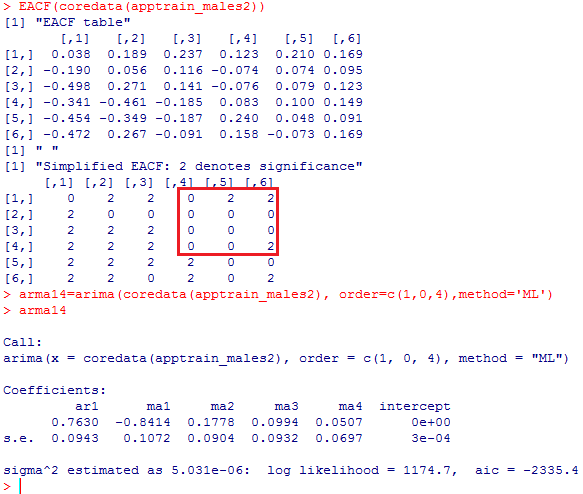 > EACF(coredata(apptrain_males2))
[1] "EACF table"
       [,1]   [,2]   [,3]   [,4]   [,5]  [,6]
[1,]  0.038  0.189  0.237  0.123  0.210 0.169
[2,] -0.190  0.056  0.116 -0.074  0.074 0.095
[3,] -0.498  0.271  0.141 -0.076  0.079 0.123
[4,] -0.341 -0.461 -0.185  0.083  0.100 0.149
[5,] -0.454 -0.349 -0.187  0.240  0.048 0.091
[6,] -0.472  0.267 -0.091  0.158 -0.073 0.169
[1] " "
[1] "Simplified EACF: 2 denotes significance"
     [,1] [,2] [,3] [,4] [,5] [,6]
[1,]    0    2    2    0    2    2
[2,]    2    0    0    0    0    0
[3,]    2    2    2    0    0    0
[4,]    2    2    2    0    0    2
[5,]    2    2    2    2    0    0
[6,]    2    2    0    2    0    2
> arma14=arima(coredata(apptrain_males2), order=c(1,0,4),method='ML')
> arma14
Call:
arima(x = coredata(apptrain_males2), order = c(1, 0, 4), method = "ML")
Coefficients:
         ar1      ma1     ma2     ma3     ma4  intercept
      0.7630  -0.8414  0.1778  0.0994  0.0507      0e+00
s.e.  0.0943   0.1072  0.0904  0.0932  0.0697      3e-04
sigma^2 estimated as 5.031e-06:  log likelihood = 1174.7,  aic = -2335.4
>